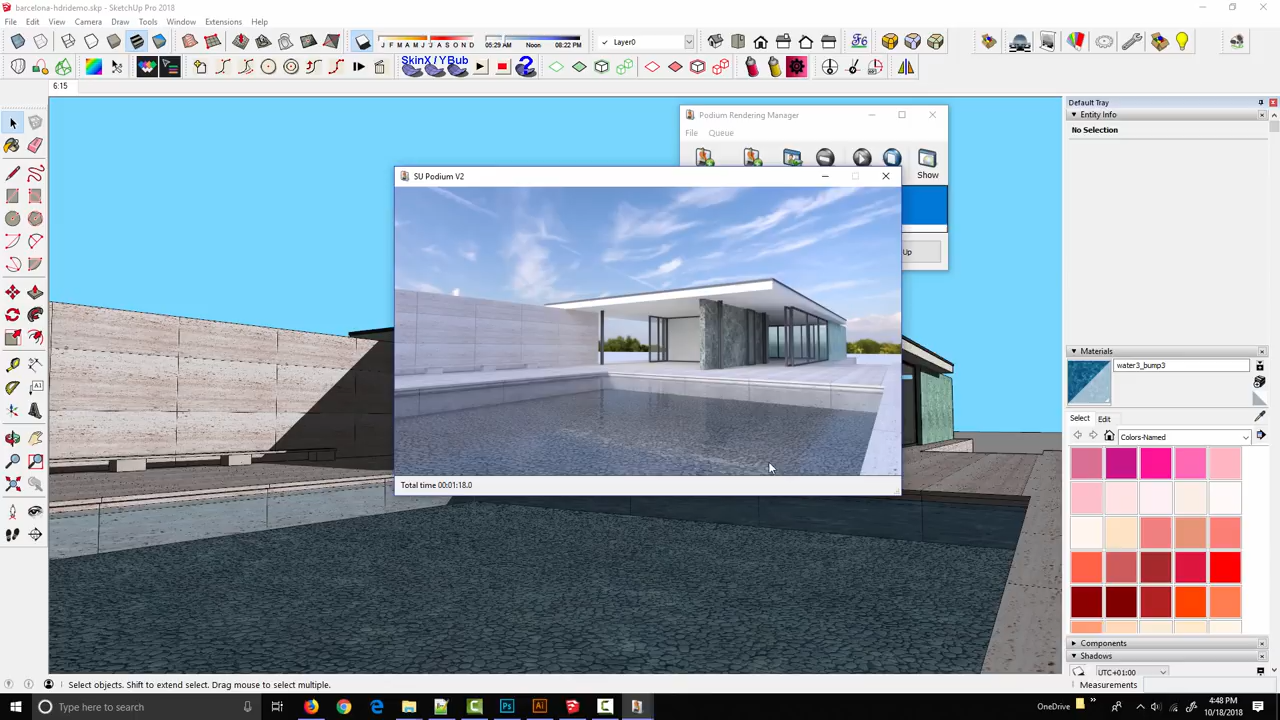 barcelona-hdridemo.skp - SketchUp Pro 2018
File Edit View Camera Draw Tools Window Extensions Help
J F M A M J J A S O N D
05:29 AM Noon 08:22 PM
Layer0
SkinX / YBub
6:15
Default Tray
Entity Info
No Selection
Podium Rendering Manager
File Queue
Show
Up
SU Podium V2
Total time 00:01:18.0
Materials
water3_bump3
Select Edit
Colors-Named
Components
Shadows
UTC+01:00
Select objects. Shift to extend select. Drag mouse to select multiple.
Measurements
Type here to search
OneDrive
4:48 PM
10/18/2018